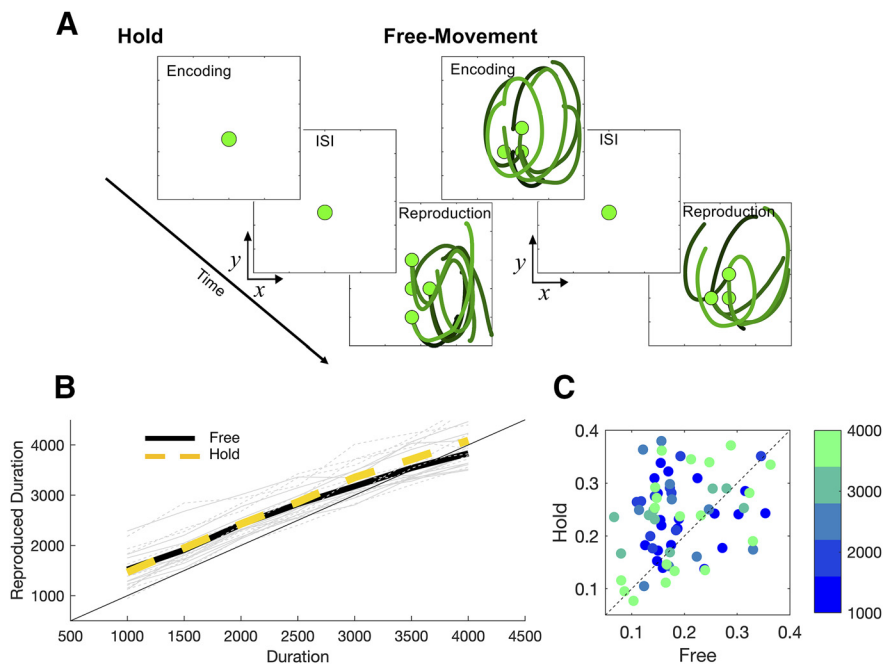 A
Hold
Free-Movement
Encoding
ISI
Reproduction
y
x
Time
Encoding
ISI
Reproduction
y
x
B
Free
Hold
Reproduced Duration
4000
3000
2000
1000
500 1000 1500 2000 2500 3000 3500 4000 4500
Duration
C
Hold
0.4
0.3
0.2
0.1
0.1 0.2 0.3 0.4
Free
4000
3000
2000
1000